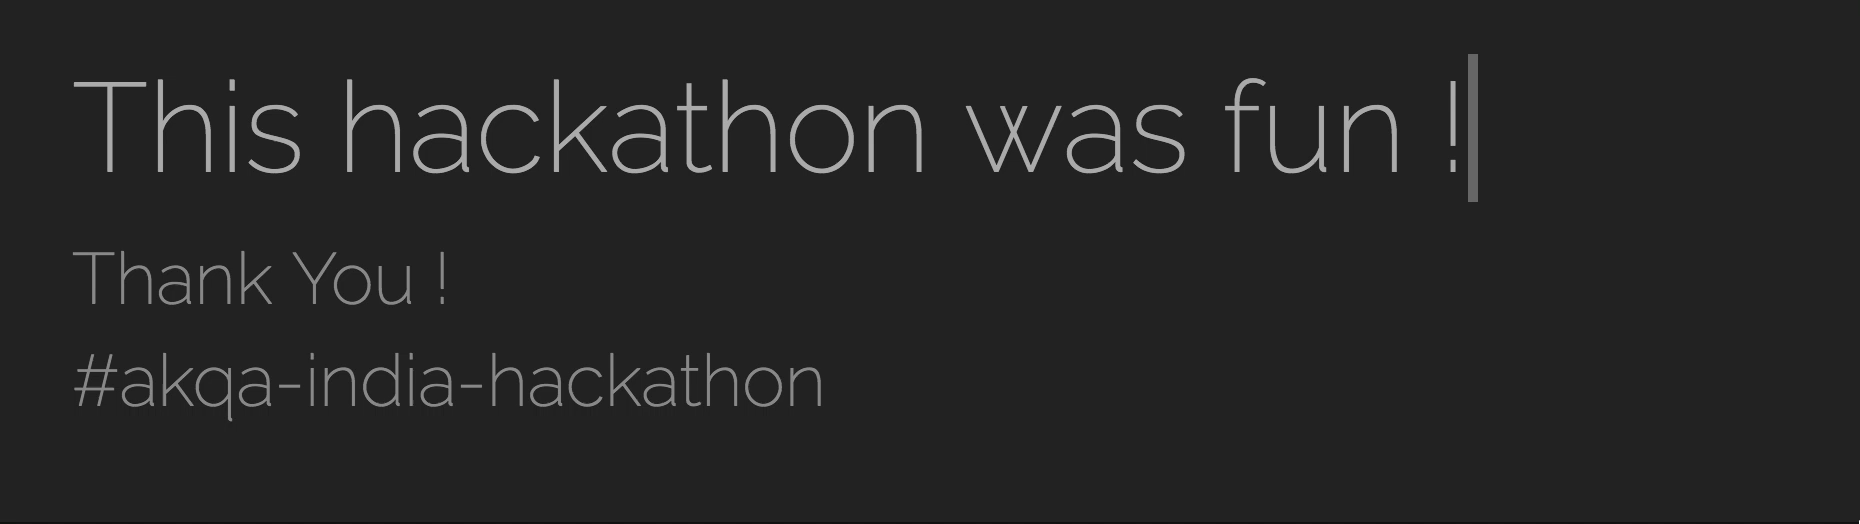 This hackathon was fun !
Thank You !
#akqa-india-hackathon